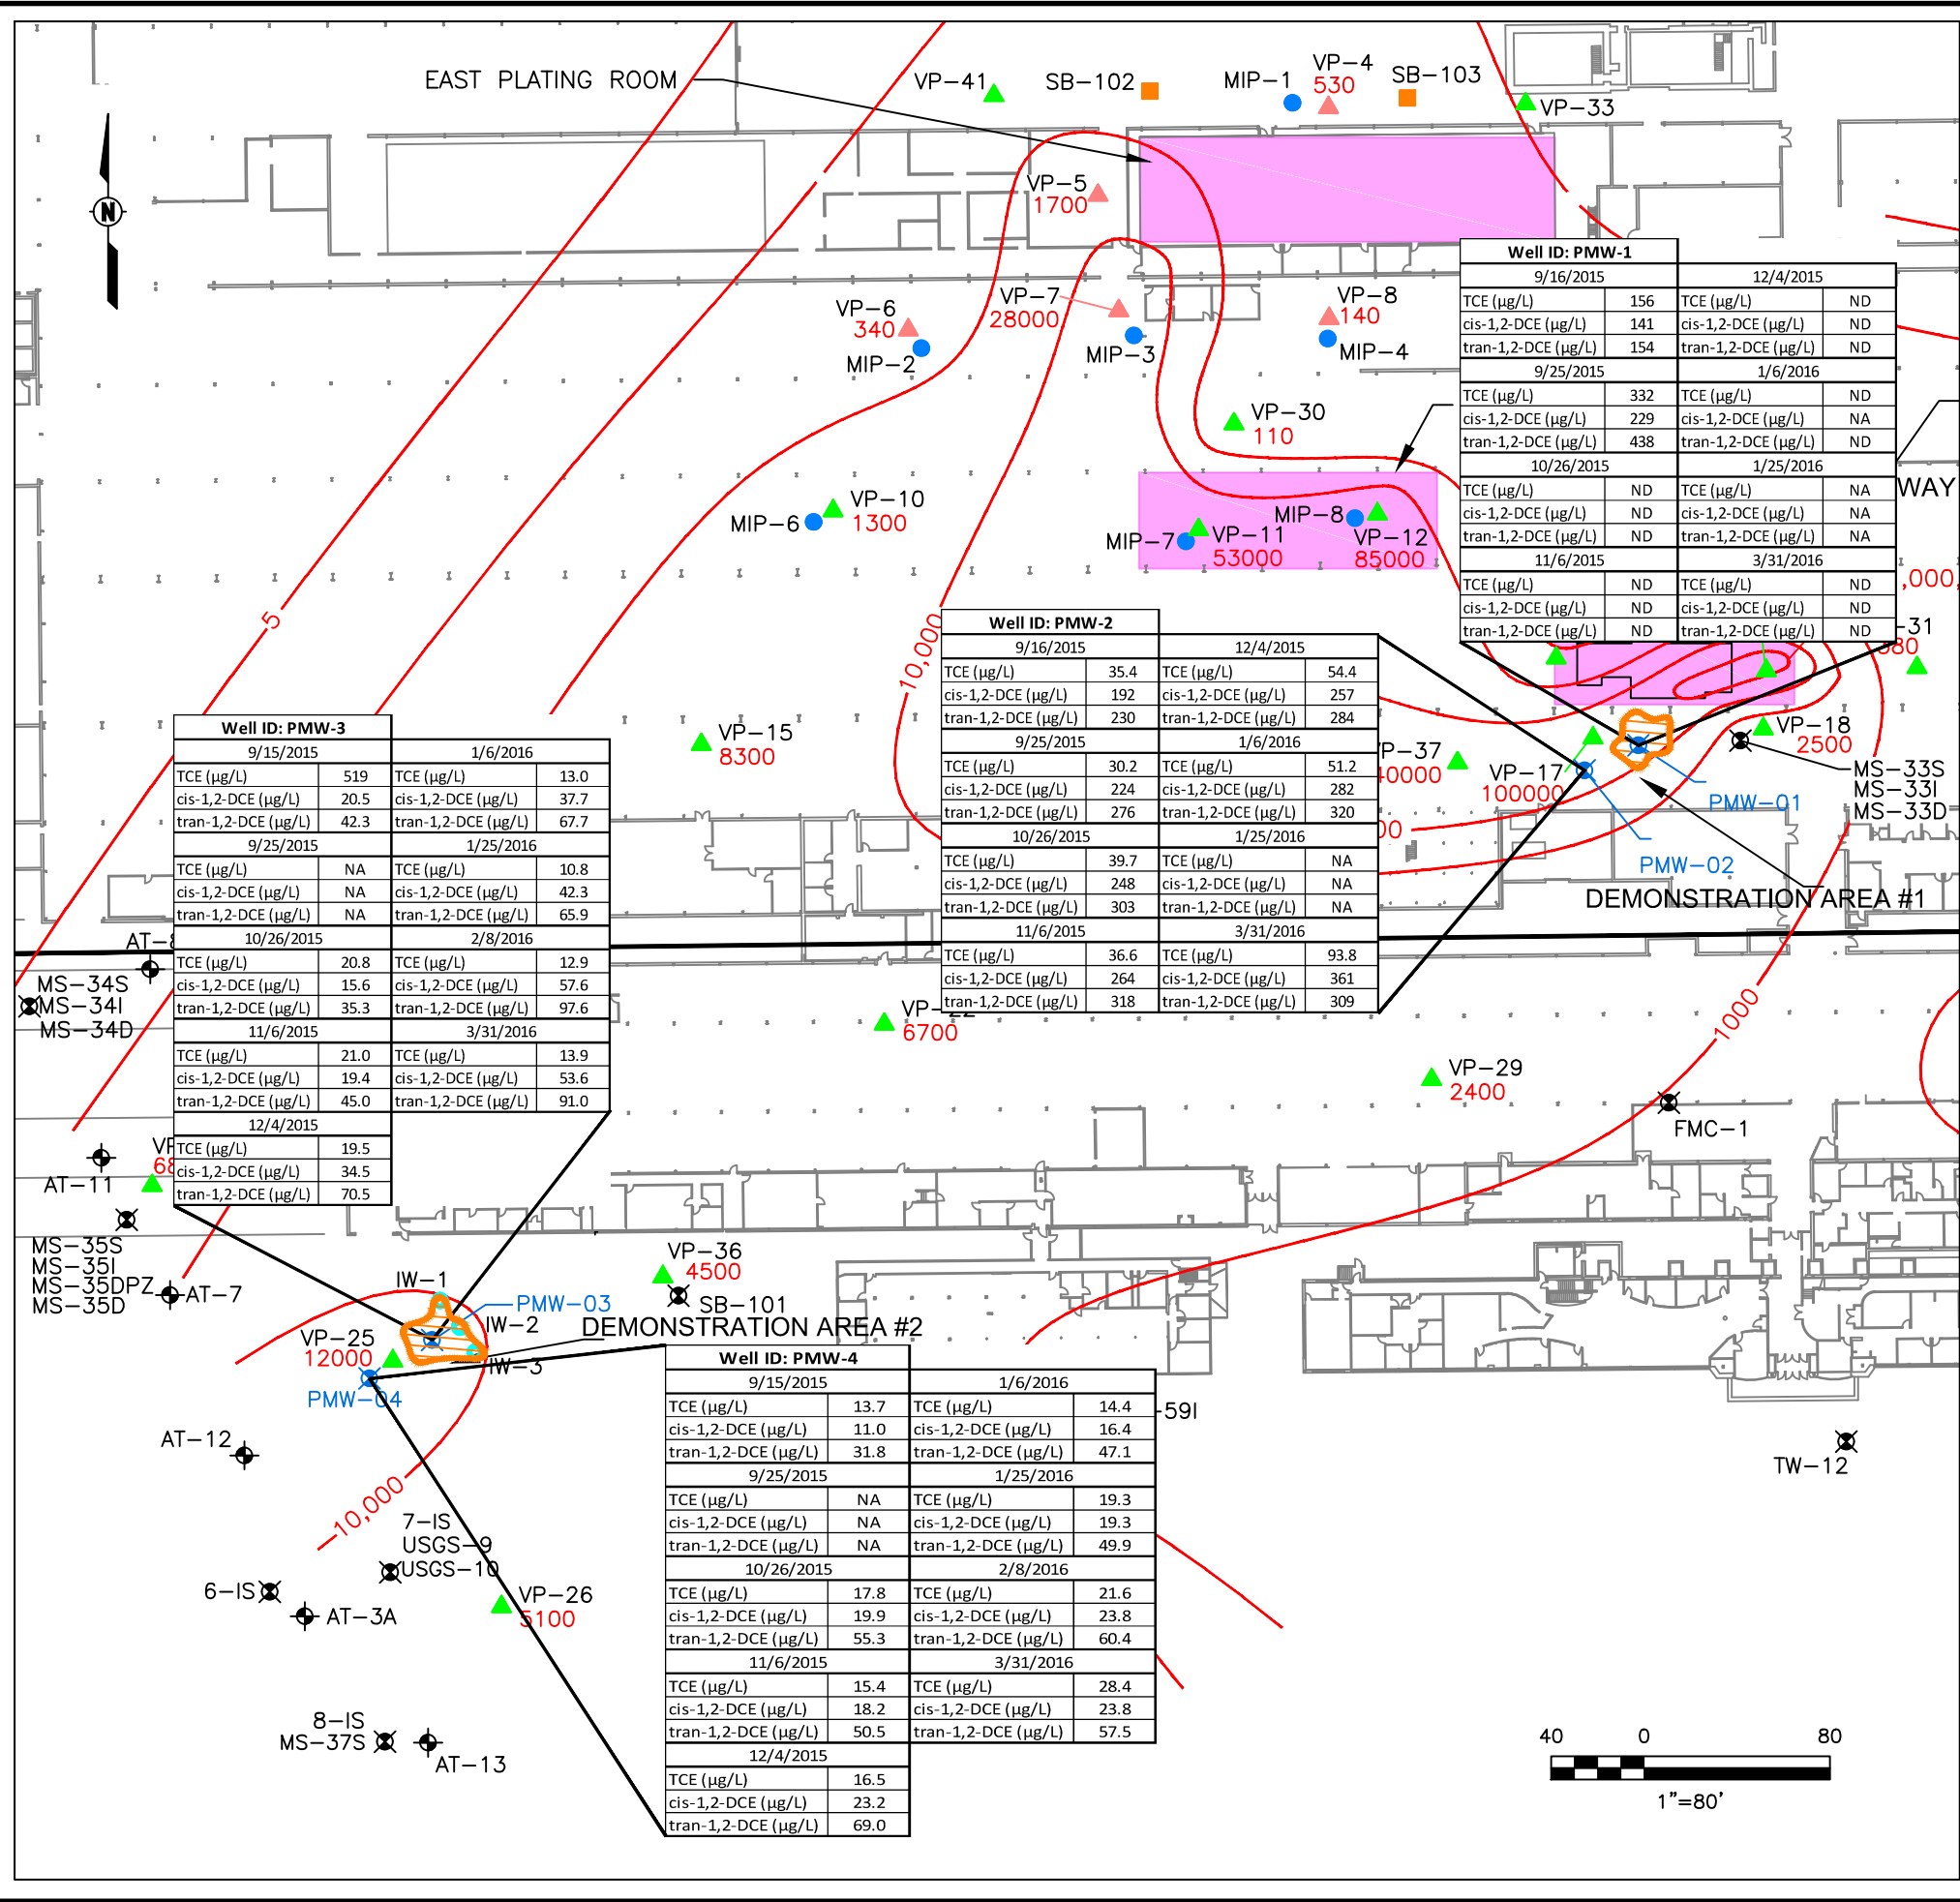 EAST PLATING ROOM
VP-41
SB-102
MIP-1
VP-4
530
SB-103
VP-33
N
VP-5
1700
VP-6
340
MIP-2
VP-7
28000
MIP-3
VP-8
140
MIP-4
VP-30
110
MIP-6
VP-10
1300
MIP-7
VP-11
53000
MIP-8
VP-12
85000
WAY
,000,
-31
380
5
10,000
Well ID: PMW-1
9/16/2015 12/4/2015
TCE (µg/L) 156 TCE (µg/L) ND
cis-1,2-DCE (µg/L) 141 cis-1,2-DCE (µg/L) ND
tran-1,2-DCE (µg/L) 154 tran-1,2-DCE (µg/L) ND
9/25/2015 1/6/2016
TCE (µg/L) 332 TCE (µg/L) ND
cis-1,2-DCE (µg/L) 229 cis-1,2-DCE (µg/L) NA
tran-1,2-DCE (µg/L) 438 tran-1,2-DCE (µg/L) ND
10/26/2015 1/25/2016
TCE (µg/L) ND TCE (µg/L) NA
cis-1,2-DCE (µg/L) ND cis-1,2-DCE (µg/L) NA
tran-1,2-DCE (µg/L) ND tran-1,2-DCE (µg/L) NA
11/6/2015 3/31/2016
TCE (µg/L) ND TCE (µg/L) ND
cis-1,2-DCE (µg/L) ND cis-1,2-DCE (µg/L) ND
tran-1,2-DCE (µg/L) ND tran-1,2-DCE (µg/L) ND
Well ID: PMW-2
9/16/2015 12/4/2015
TCE (µg/L) 35.4 TCE (µg/L) 54.4
cis-1,2-DCE (µg/L) 192 cis-1,2-DCE (µg/L) 257
tran-1,2-DCE (µg/L) 230 tran-1,2-DCE (µg/L) 284
9/25/2015 1/6/2016
TCE (µg/L) 30.2 TCE (µg/L) 51.2
cis-1,2-DCE (µg/L) 224 cis-1,2-DCE (µg/L) 282
tran-1,2-DCE (µg/L) 276 tran-1,2-DCE (µg/L) 320
10/26/2015 1/25/2016
TCE (µg/L) 39.7 TCE (µg/L) NA
cis-1,2-DCE (µg/L) 248 cis-1,2-DCE (µg/L) NA
tran-1,2-DCE (µg/L) 303 tran-1,2-DCE (µg/L) NA
11/6/2015 3/31/2016
TCE (µg/L) 36.6 TCE (µg/L) 93.8
cis-1,2-DCE (µg/L) 264 cis-1,2-DCE (µg/L) 361
tran-1,2-DCE (µg/L) 318 tran-1,2-DCE (µg/L) 309
Well ID: PMW-3
9/15/2015 1/6/2016
TCE (µg/L) 519 TCE (µg/L) 13.0
cis-1,2-DCE (µg/L) 20.5 cis-1,2-DCE (µg/L) 37.7
tran-1,2-DCE (µg/L) 42.3 tran-1,2-DCE (µg/L) 67.7
9/25/2015 1/25/2016
TCE (µg/L) NA TCE (µg/L) 10.8
cis-1,2-DCE (µg/L) NA cis-1,2-DCE (µg/L) 42.3
tran-1,2-DCE (µg/L) NA tran-1,2-DCE (µg/L) 65.9
10/26/2015 2/8/2016
TCE (µg/L) 20.8 TCE (µg/L) 12.9
cis-1,2-DCE (µg/L) 15.6 cis-1,2-DCE (µg/L) 57.6
tran-1,2-DCE (µg/L) 35.3 tran-1,2-DCE (µg/L) 97.6
11/6/2015 3/31/2016
TCE (µg/L) 21.0 TCE (µg/L) 13.9
cis-1,2-DCE (µg/L) 19.4 cis-1,2-DCE (µg/L) 53.6
tran-1,2-DCE (µg/L) 45.0 tran-1,2-DCE (µg/L) 91.0
12/4/2015
TCE (µg/L) 19.5
cis-1,2-DCE (µg/L) 34.5
tran-1,2-DCE (µg/L) 70.5
VP-15
8300
P-37
40000
VP-17
100000
VP-18
2500
MS-33S
MS-33I
MS-33D
PMW-01
PMW-02
DEMONSTRATION AREA #1
00
MS-34S
MS-34I
MS-34D
6700
1000
VP-29
2400
FMC-1
AT-11
68
MS-35S
MS-35I
MS-35DPZ
MS-35D
AT-7
IW-1
PMW-03
IW-2
IW-3
DEMONSTRATION AREA #2
VP-36
4500
SB-101
VP-25
12000
PMW-04
AT-12
10,000
7-IS
USGS-9
USGS-10
6-IS
AT-3A
VP-26
5100
8-IS
MS-37S
AT-13
Well ID: PMW-4
9/15/2015 1/6/2016
TCE (µg/L) 13.7 TCE (µg/L) 14.4
cis-1,2-DCE (µg/L) 11.0 cis-1,2-DCE (µg/L) 16.4
tran-1,2-DCE (µg/L) 31.8 tran-1,2-DCE (µg/L) 47.1
9/25/2015 1/25/2016
TCE (µg/L) NA TCE (µg/L) 19.3
cis-1,2-DCE (µg/L) NA cis-1,2-DCE (µg/L) 19.3
tran-1,2-DCE (µg/L) NA tran-1,2-DCE (µg/L) 49.9
10/26/2015 2/8/2016
TCE (µg/L) 17.8 TCE (µg/L) 21.6
cis-1,2-DCE (µg/L) 19.9 cis-1,2-DCE (µg/L) 23.8
tran-1,2-DCE (µg/L) 55.3 tran-1,2-DCE (µg/L) 60.4
11/6/2015 3/31/2016
TCE (µg/L) 15.4 TCE (µg/L) 28.4
cis-1,2-DCE (µg/L) 18.2 cis-1,2-DCE (µg/L) 23.8
tran-1,2-DCE (µg/L) 50.5 tran-1,2-DCE (µg/L) 57.5
12/4/2015
TCE (µg/L) 16.5
cis-1,2-DCE (µg/L) 23.2
tran-1,2-DCE (µg/L) 69.0
-59I
TW-12
40 0 80
1"=80'